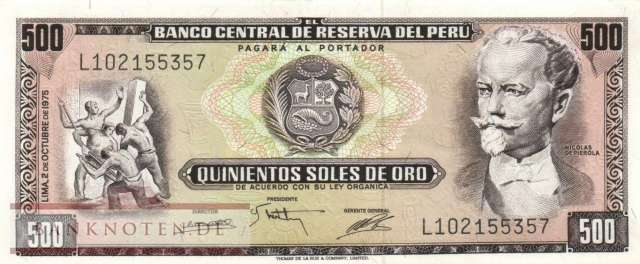 500
EL
BANCO CENTRAL DE RESERVA DEL PERÚ
500
PAGARÁ AL PORTADOR
L102155357
LIMA, 2 DE OCTUBRE DE 1975
NICOLAS
DE PIEROLA
QUINIENTOS SOLES DE ORO
DE ACUERDO CON SU LEY ORGANICA
DIRECTOR
PRESIDENTE
GERENTE GENERAL
L102155357
500
BANKNOTEN.DE
500
THOMAS DE LA RUE & COMPANY, LIMITED.